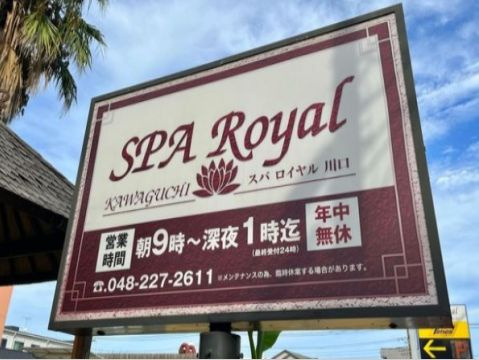 SPA Royal
KAWAGUCHI スパ ロイヤル 川口
営業時間 朝9時～深夜1時迄 年中無休
(最終受付24時)
☎048-227-2611 ※メンテナンスの為、臨時休業する場合があります。
Times